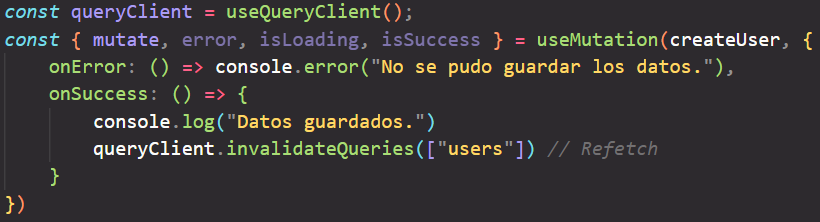 const queryClient = useQueryClient();
const { mutate, error, isLoading, isSuccess } = useMutation(createUser, {
    onError: () => console.error("No se pudo guardar los datos."),
    onSuccess: () => {
        console.log("Datos guardados.")
        queryClient.invalidateQueries(["users"]) // Refetch
    }
})